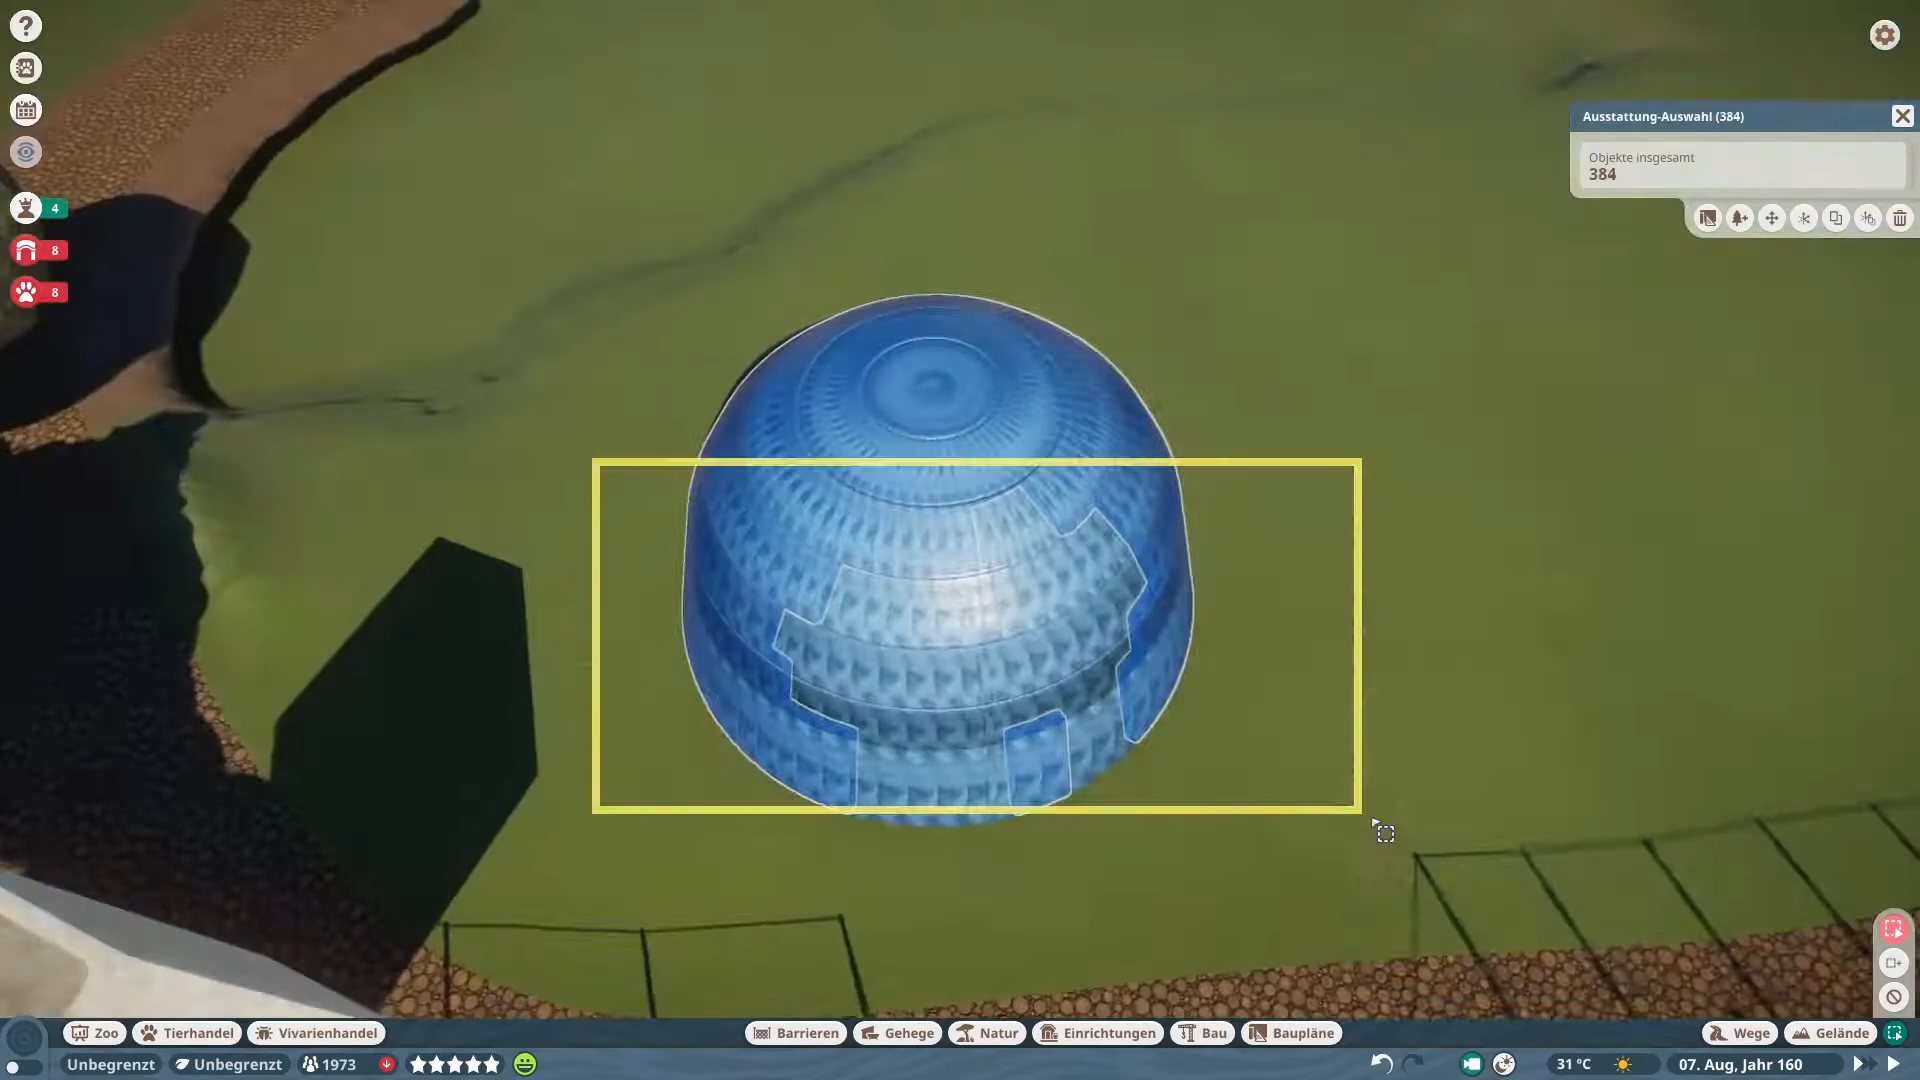 ?
4
8
8
Ausstattung-Auswahl (384)
Objekte insgesamt
384
Zoo
Tierhandel
Vivarienhandel
Barrieren
Gehege
Natur
Einrichtungen
Bau
Baupläne
Wege
Gelände
Unbegrenzt
Unbegrenzt
1973
31 °C
07. Aug, Jahr 160